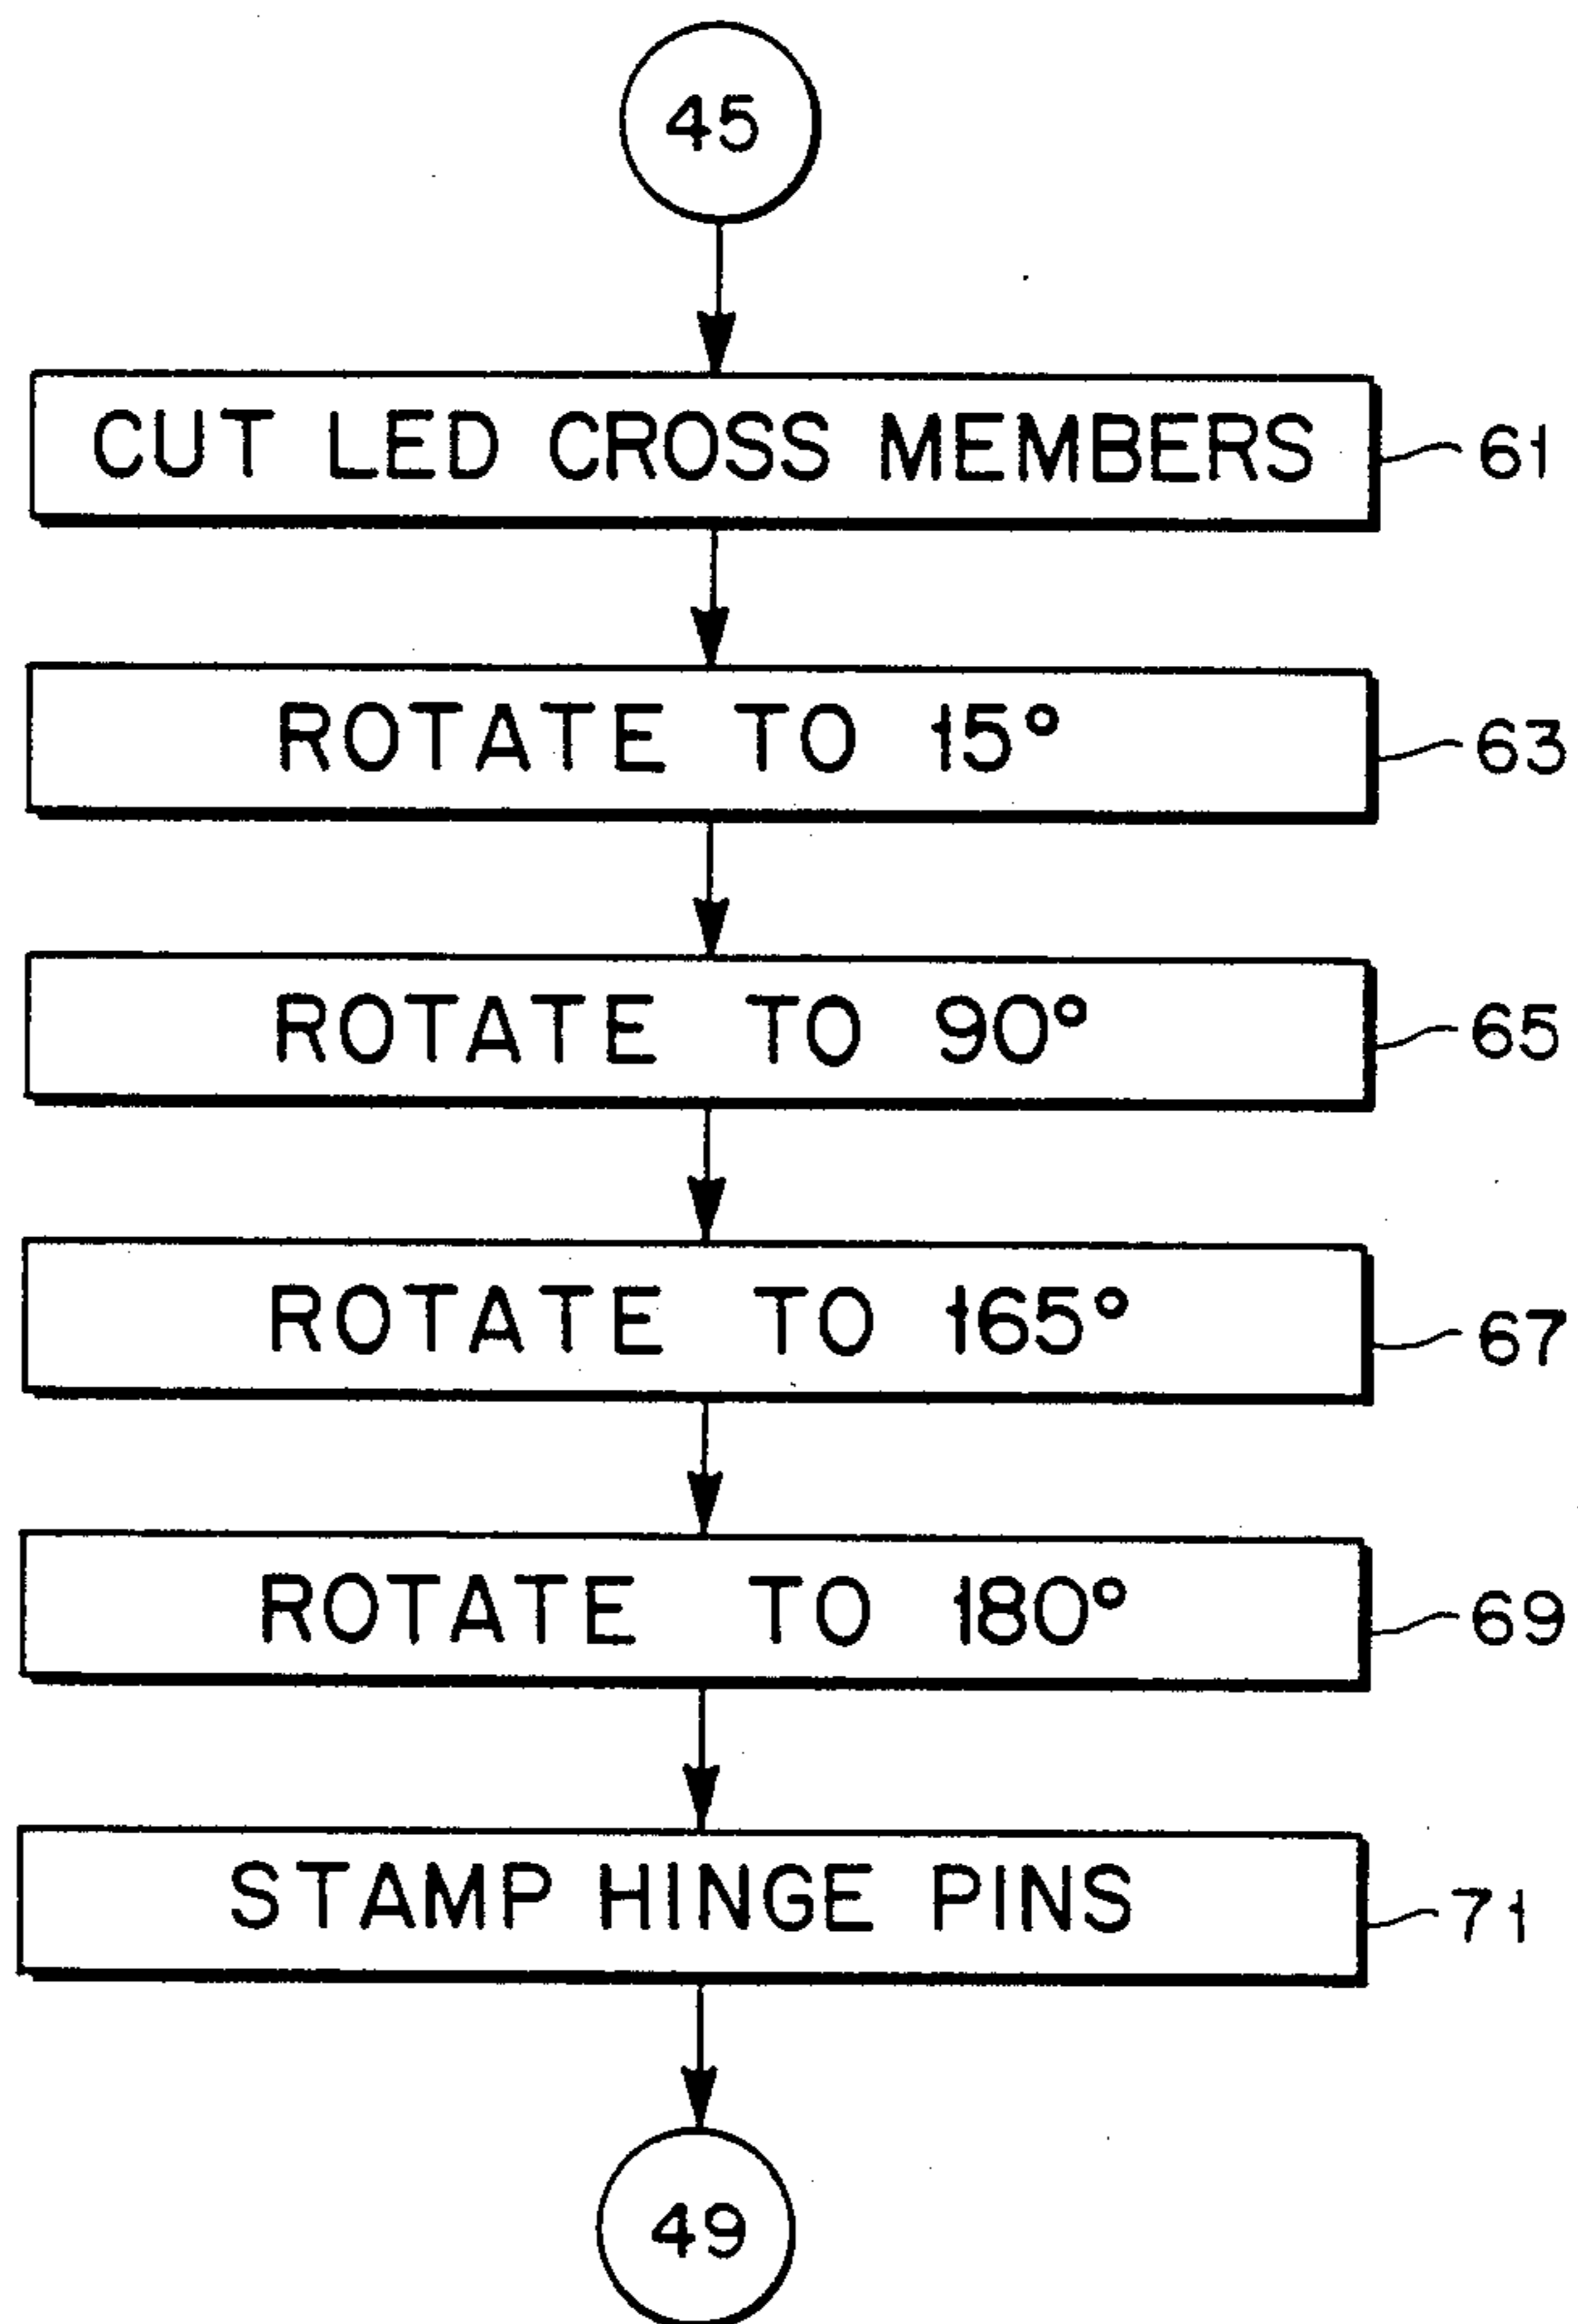 45
CUT LED CROSS MEMBERS 61
ROTATE TO 15° 63
ROTATE TO 90° 65
ROTATE TO 165° 67
ROTATE TO 180° 69
STAMP HINGE PINS 71
49